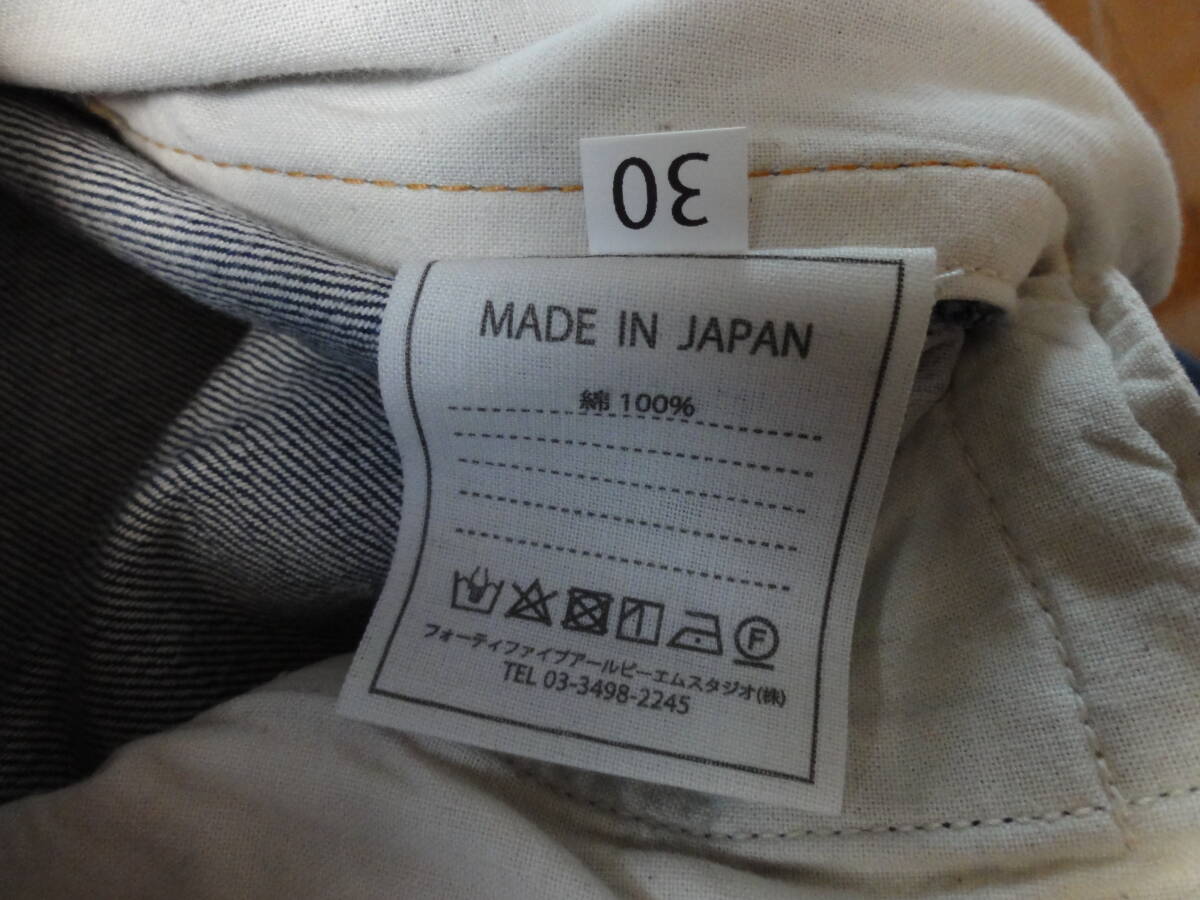 30
MADE IN JAPAN
綿 100%
F
フォーティファイブアールピーエムスタジオ(株)
TEL 03-3498-2245